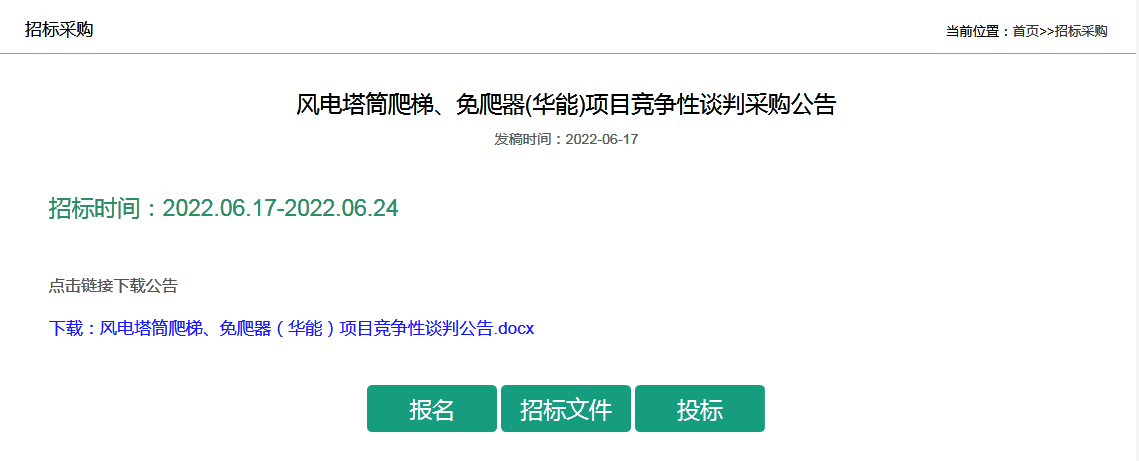 招标采购
当前位置：首页>>招标采购
风电塔筒爬梯、免爬器(华能)项目竞争性谈判采购公告
发稿时间：2022-06-17
招标时间：2022.06.17-2022.06.24
点击链接下载公告
下载：风电塔筒爬梯、免爬器（华能）项目竞争性谈判公告.docx
报名 招标文件 投标